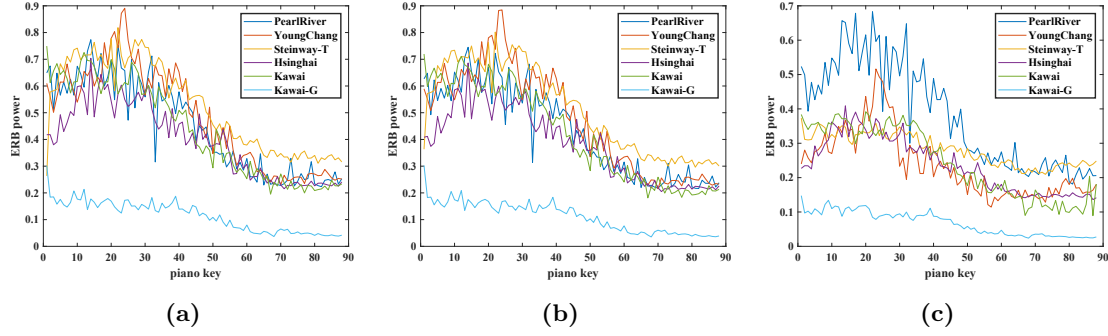 0.9
0.8
0.7
0.6
0.5
0.4
0.3
0.2
0.1
0
ERB power
0 10 20 30 40 50 60 70 80 90
piano key
PearlRiver
YoungChang
Steinway-T
Hsinghai
Kawai
Kawai-G
(a)
0.9
0.8
0.7
0.6
0.5
0.4
0.3
0.2
0.1
0
ERB power
0 10 20 30 40 50 60 70 80 90
piano key
PearlRiver
YoungChang
Steinway-T
Hsinghai
Kawai
Kawai-G
(b)
0.7
0.6
0.5
0.4
0.3
0.2
0.1
0
ERB power
0 10 20 30 40 50 60 70 80 90
piano key
PearlRiver
YoungChang
Steinway-T
Hsinghai
Kawai
Kawai-G
(c)